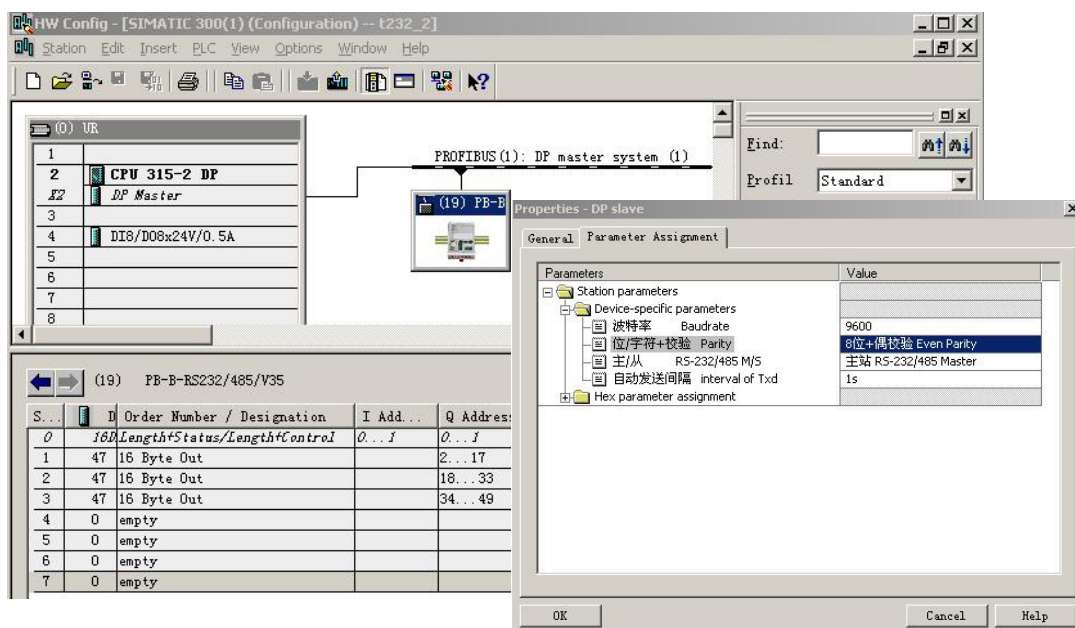 HW Config - [SIMATIC 300(1) (Configuration) -- t232_2]
Station Edit Insert PLC View Options Window Help
(0) UR
1
2 CPU 315-2 DP
X2 DP Master
3
4 DI8/DO8x24V/0.5A
5
6
7
8
PROFIBUS(1): DP master system (1)
(19) PB-B
Find:
Profil Standard
(19) PB-B-RS232/485/V35
S... D Order Number / Designation I Add... Q Address
0 16D Length+Status/Length+Control 0...1 0...1
1 47 16 Byte Out 2...17
2 47 16 Byte Out 18...33
3 47 16 Byte Out 34...49
4 0 empty
5 0 empty
6 0 empty
7 0 empty
Properties - DP slave
General Parameter Assignment
Parameters Value
Station parameters
Device-specific parameters
波特率 Baudrate 9600
位/字符+校验 Parity 8位+偶校验 Even Parity
主/从 RS-232/485 M/S 主站 RS-232/485 Master
自动发送间隔 interval of Txd 1s
Hex parameter assignment
OK Cancel Help